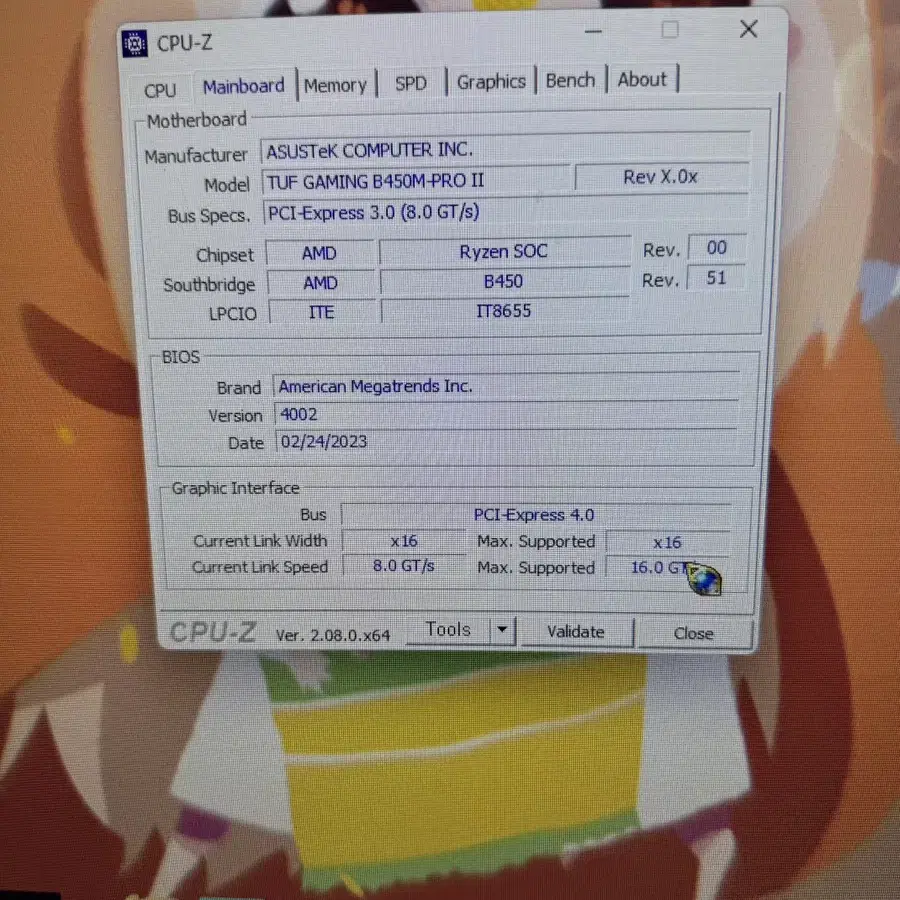 CPU-Z
CPU Mainboard Memory SPD Graphics Bench About
Motherboard
Manufacturer ASUSTeK COMPUTER INC.
Model TUF GAMING B450M-PRO II Rev X.0x
Bus Specs. PCI-Express 3.0 (8.0 GT/s)
Chipset AMD Ryzen SOC Rev. 00
Southbridge AMD B450 Rev. 51
LPCIO ITE IT8655
BIOS
Brand American Megatrends Inc.
Version 4002
Date 02/24/2023
Graphic Interface
Bus PCI-Express 4.0
Current Link Width x16 Max. Supported x16
Current Link Speed 8.0 GT/s Max. Supported 16.0
CPU-Z Ver. 2.08.0.x64 Tools Validate Close